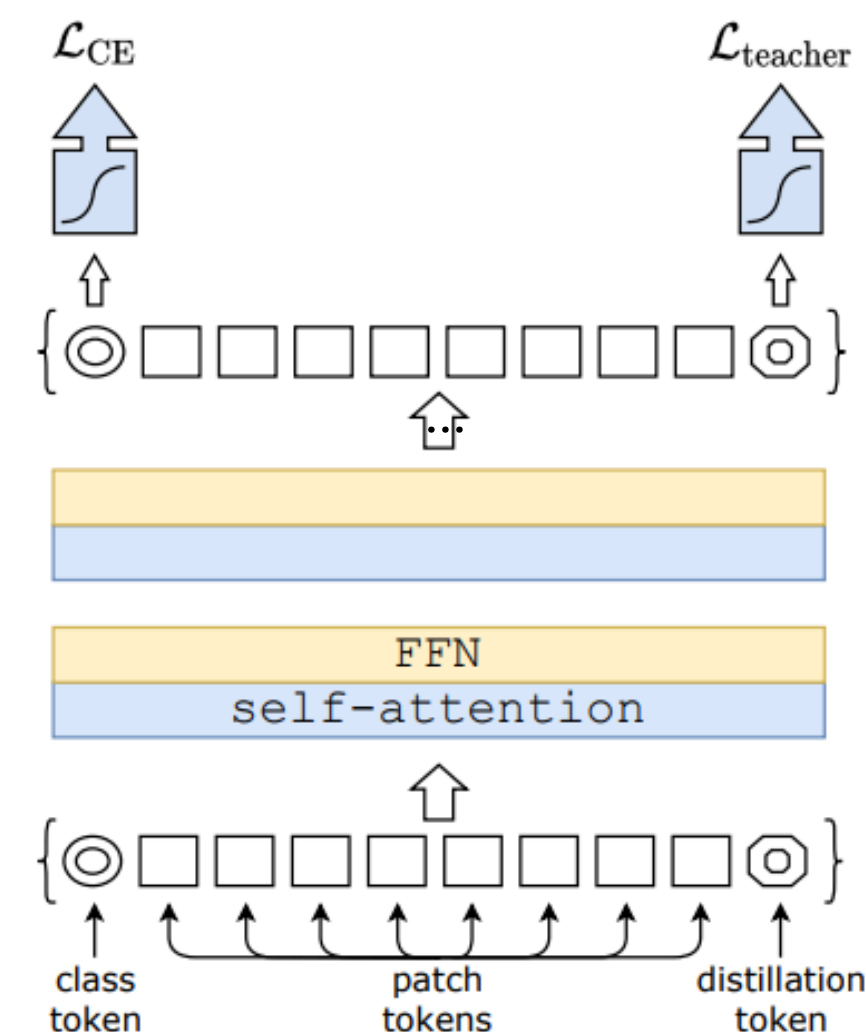 ℒCE
ℒteacher
...
FFN
self-attention
class
token
patch
tokens
distillation
token